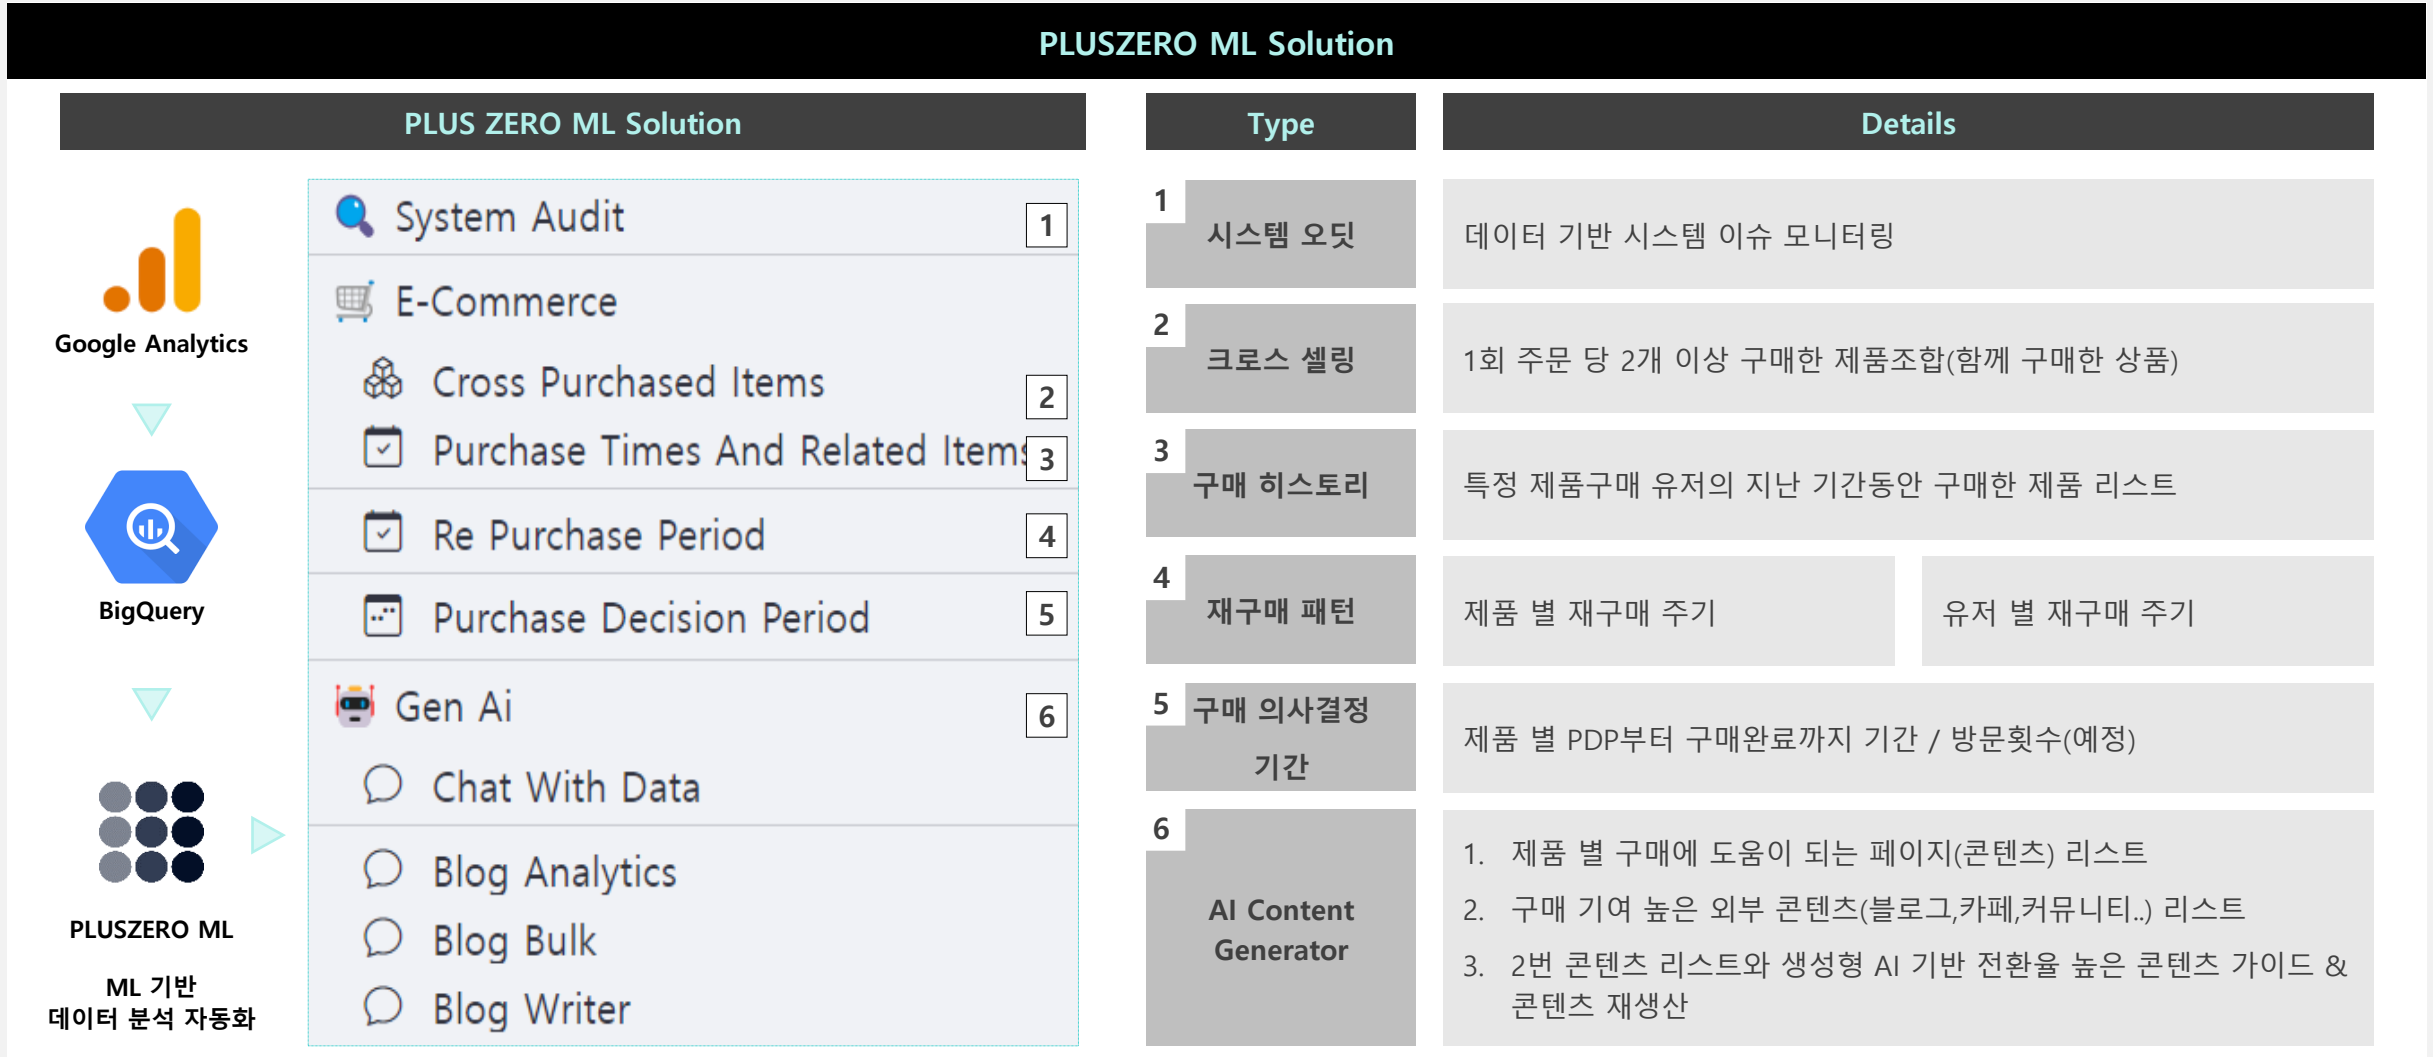 PLUSZERO ML Solution
PLUS ZERO ML Solution
Google Analytics
BigQuery
PLUSZERO ML
ML 기반
데이터 분석 자동화
System Audit
1
E-Commerce
Cross Purchased Items
2
Purchase Times And Related Items
3
Re Purchase Period
4
Purchase Decision Period
5
Gen Ai
6
Chat With Data
Blog Analytics
Blog Bulk
Blog Writer
Type
Details
1
시스템 오딧
데이터 기반 시스템 이슈 모니터링
2
크로스 셀링
1회 주문 당 2개 이상 구매한 제품조합(함께 구매한 상품)
3
구매 히스토리
특정 제품구매 유저의 지난 기간동안 구매한 제품 리스트
4
재구매 패턴
제품 별 재구매 주기
유저 별 재구매 주기
5
구매 의사결정
기간
제품 별 PDP부터 구매완료까지 기간 / 방문횟수(예정)
6
AI Content
Generator
1. 제품 별 구매에 도움이 되는 페이지(콘텐츠) 리스트
2. 구매 기여 높은 외부 콘텐츠(블로그,카페,커뮤니티..) 리스트
3. 2번 콘텐츠 리스트와 생성형 AI 기반 전환율 높은 콘텐츠 가이드 &
콘텐츠 재생산